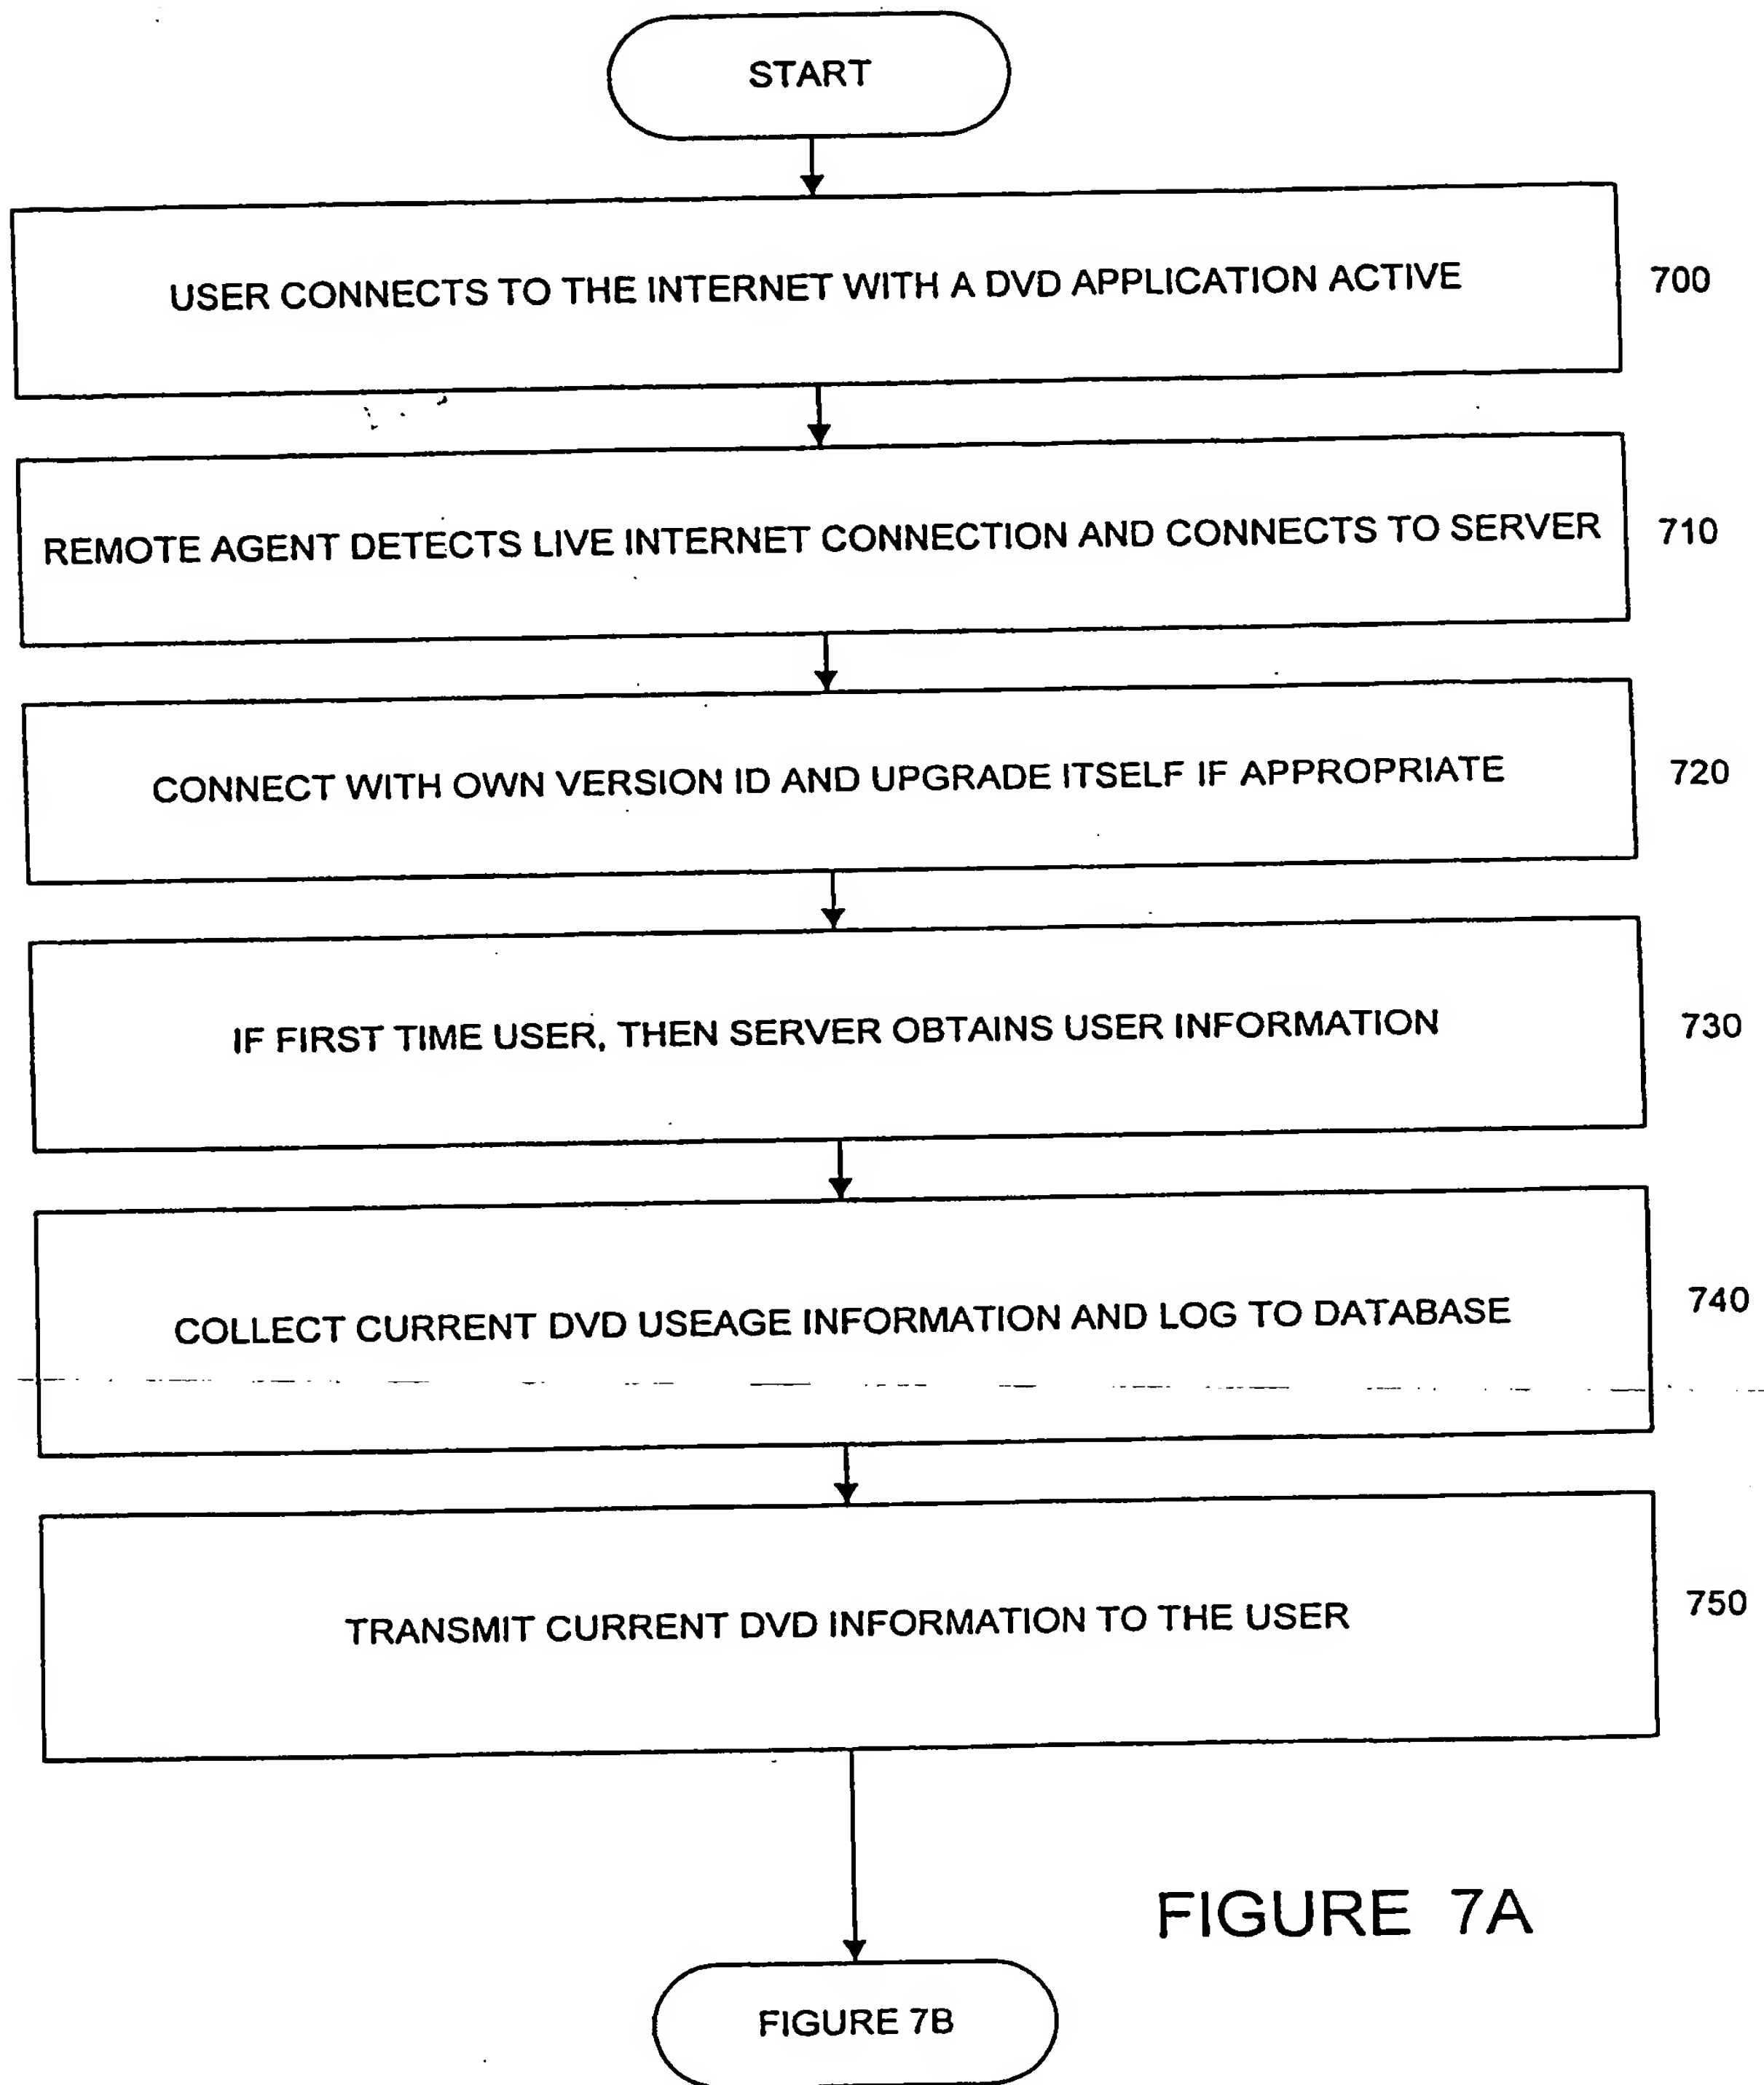 START
USER CONNECTS TO THE INTERNET WITH A DVD APPLICATION ACTIVE
700
REMOTE AGENT DETECTS LIVE INTERNET CONNECTION AND CONNECTS TO SERVER
710
CONNECT WITH OWN VERSION ID AND UPGRADE ITSELF IF APPROPRIATE
720
IF FIRST TIME USER, THEN SERVER OBTAINS USER INFORMATION
730
COLLECT CURRENT DVD USEAGE INFORMATION AND LOG TO DATABASE
740
TRANSMIT CURRENT DVD INFORMATION TO THE USER
750
FIGURE 7A
FIGURE 7B